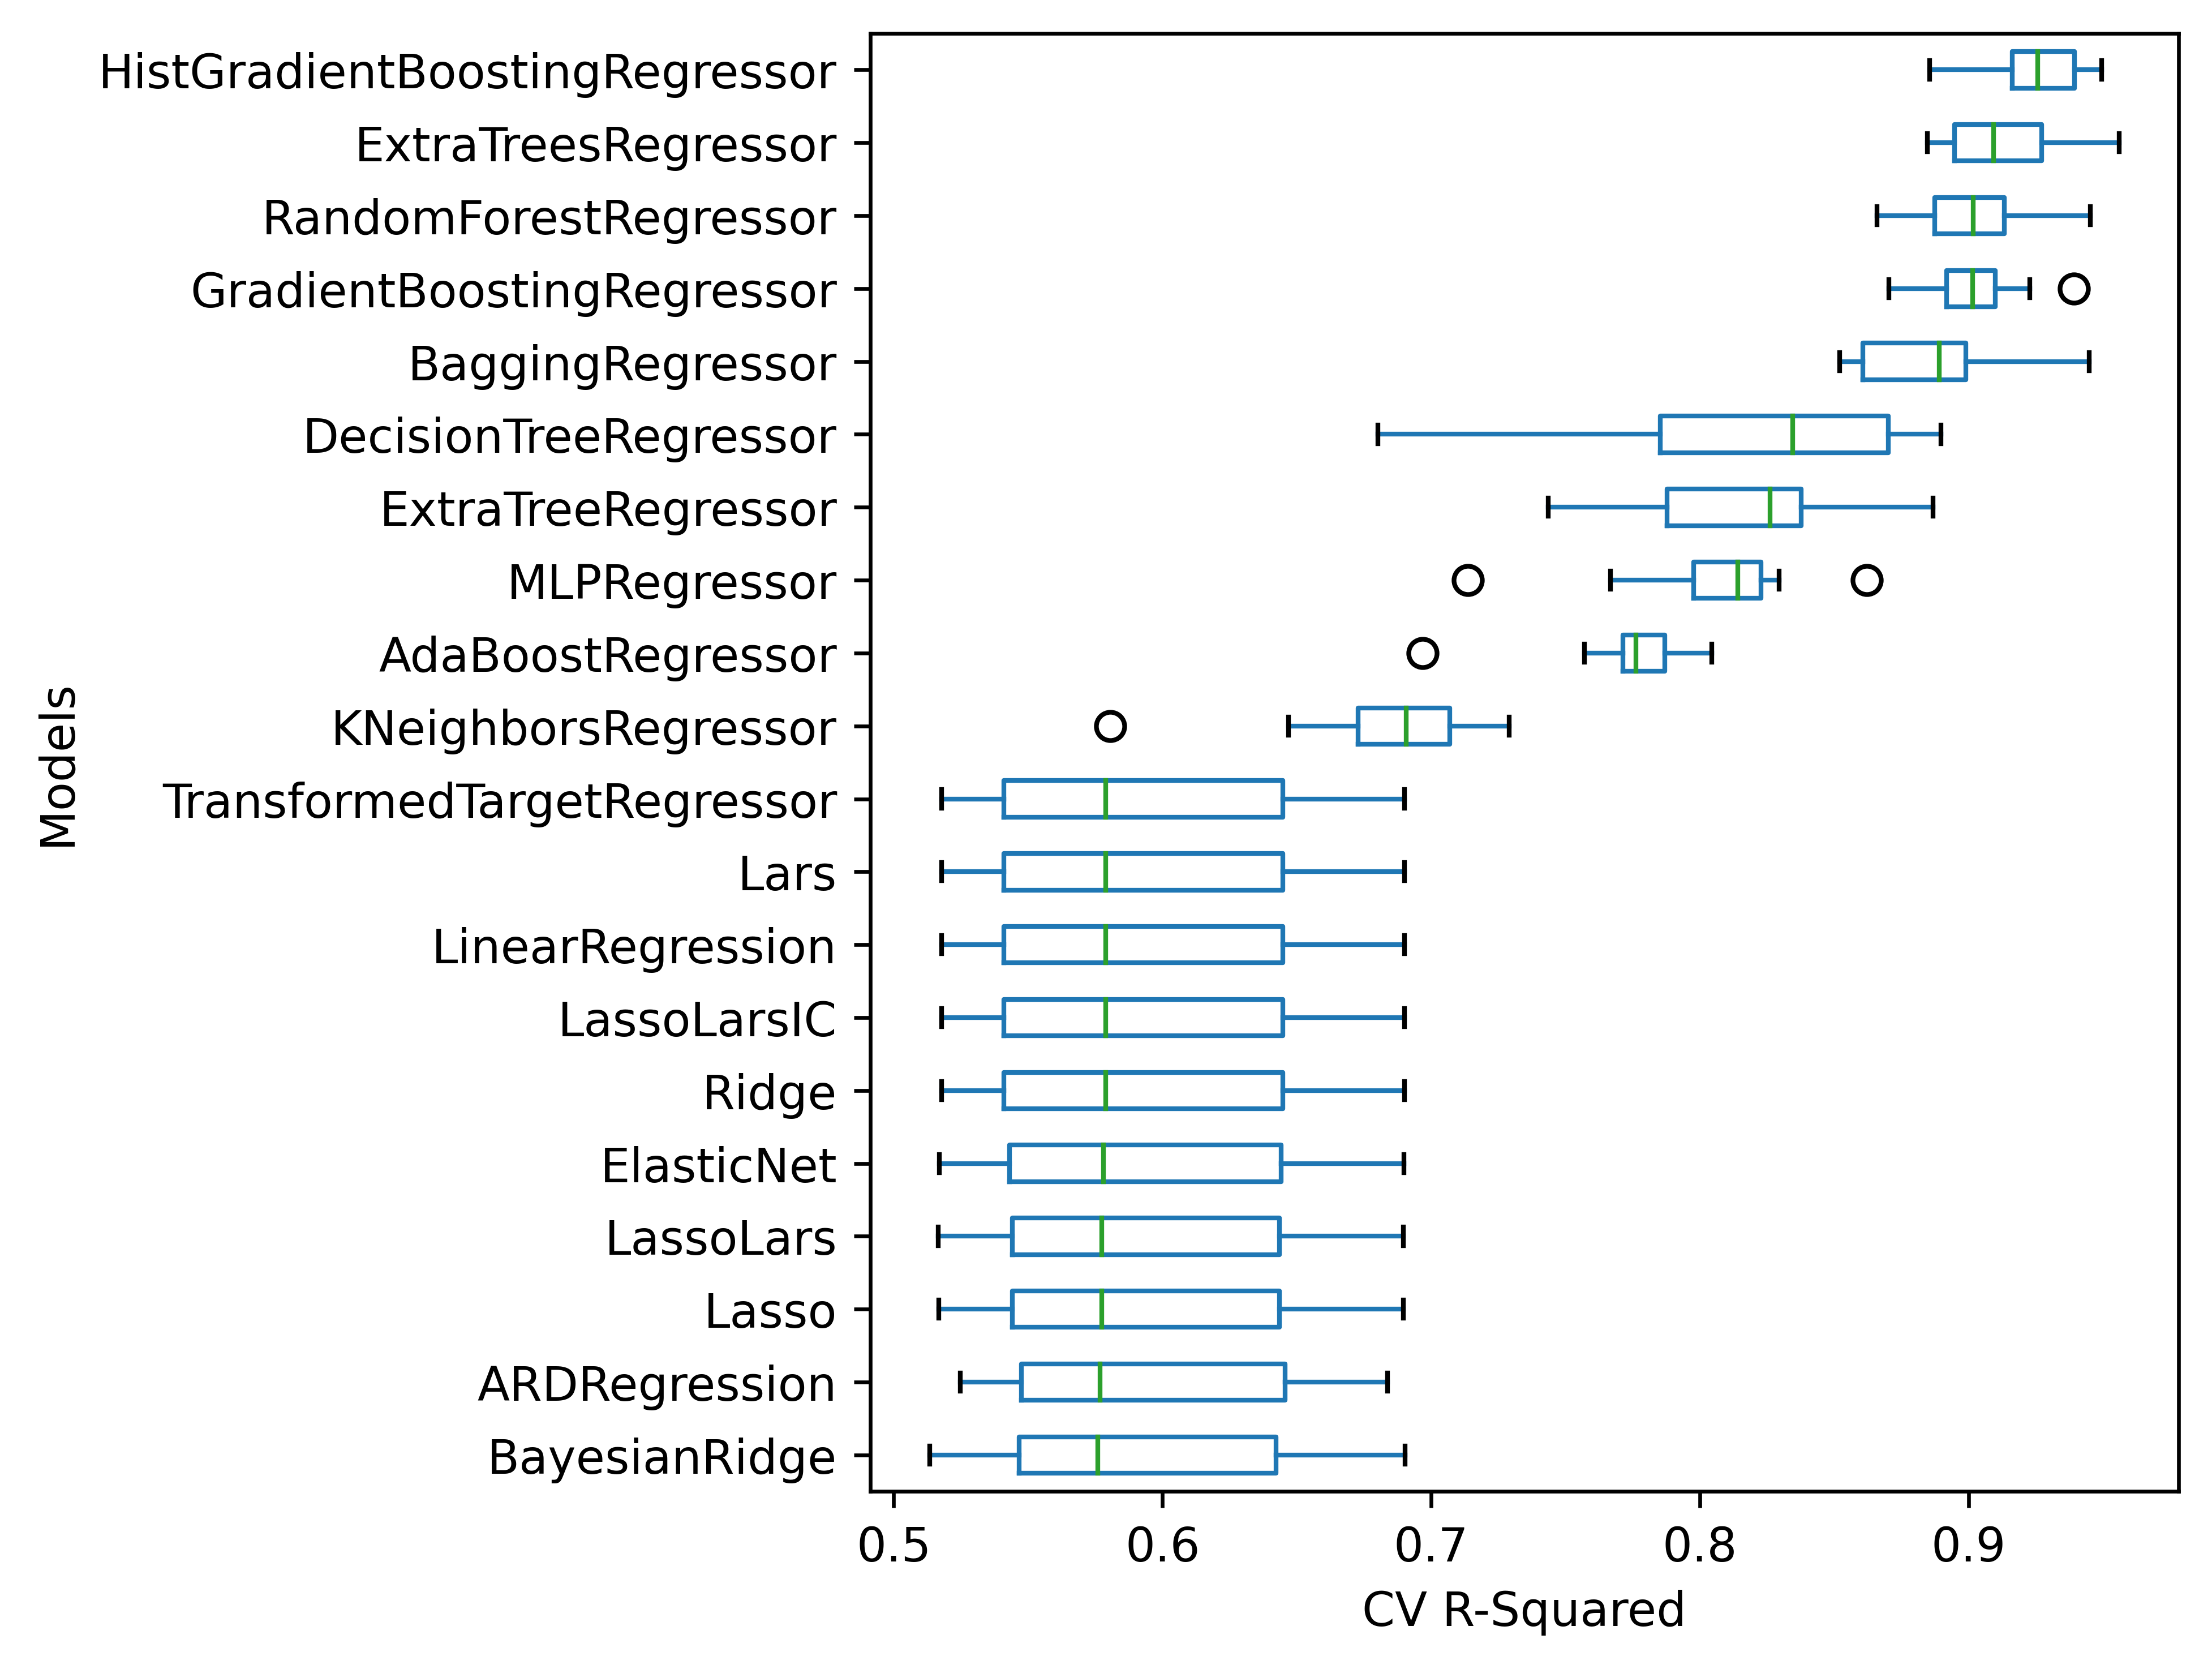 HistGradientBoostingRegressor
ExtraTreesRegressor
RandomForestRegressor
GradientBoostingRegressor
BaggingRegressor
DecisionTreeRegressor
ExtraTreeRegressor
MLPRegressor
AdaBoostRegressor
KNeighborsRegressor
TransformedTargetRegressor
Lars
LinearRegression
LassoLarsIC
Ridge
ElasticNet
LassoLars
Lasso
ARDRegression
BayesianRidge
Models
0.5 0.6 0.7 0.8 0.9
CV R-Squared